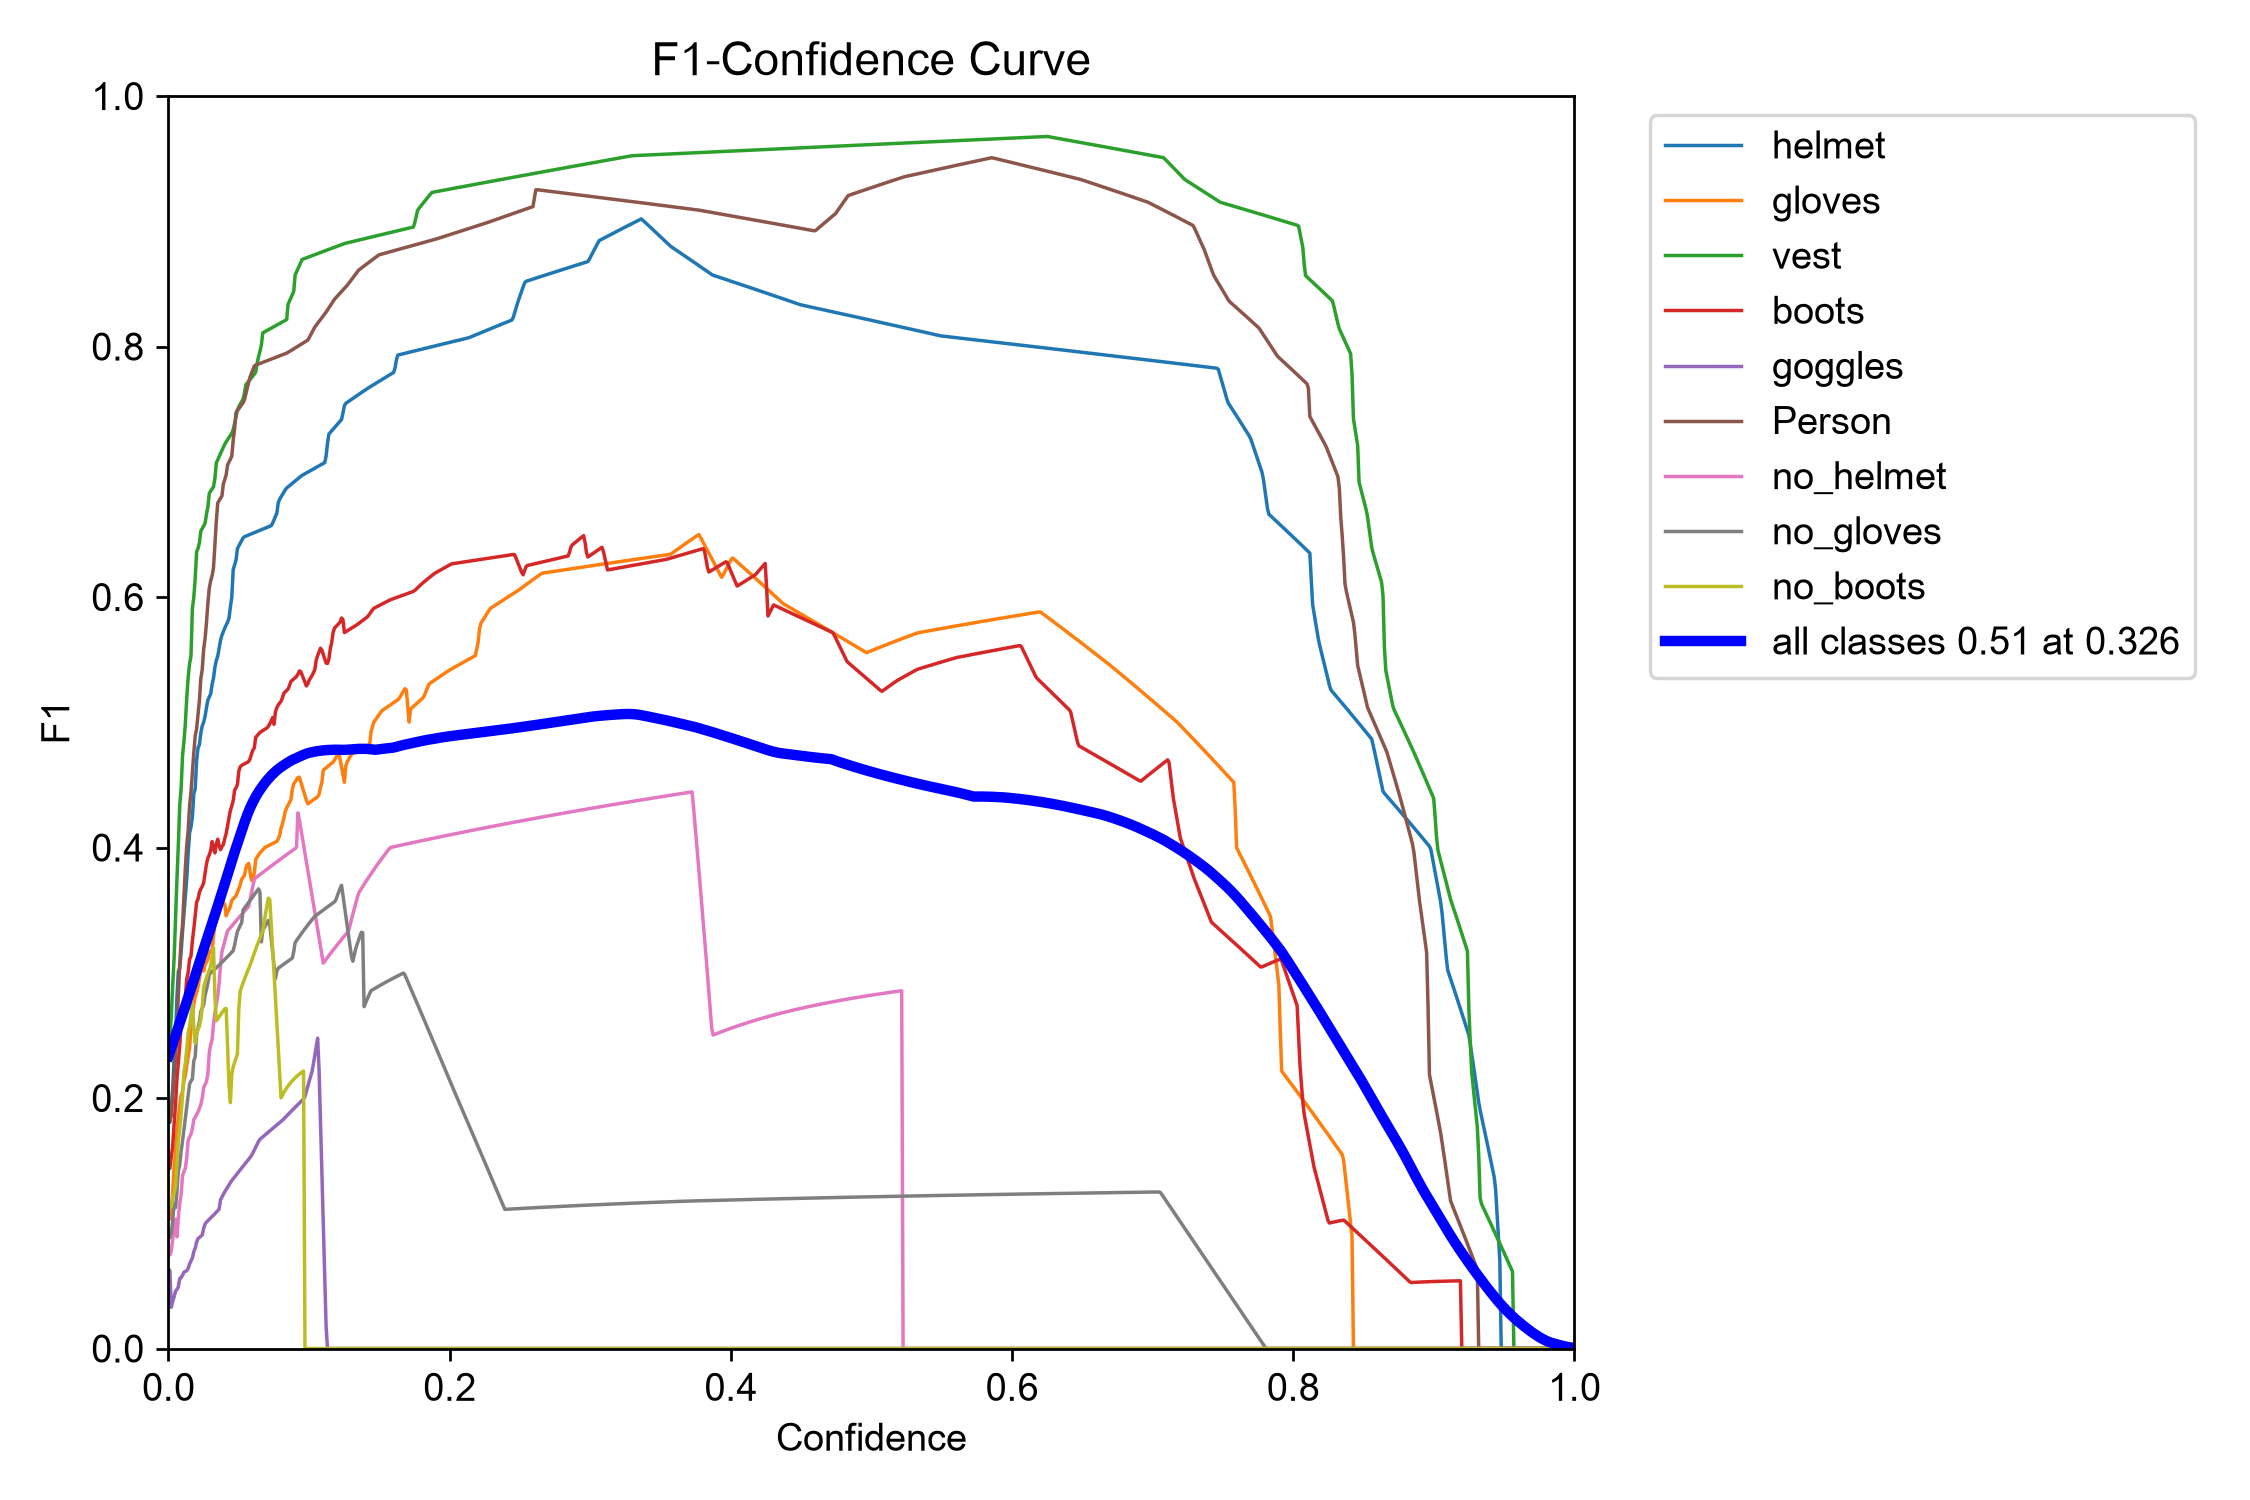 F1-Confidence Curve
1.0
0.8
0.6
0.4
0.2
0.0
F1
0.0 0.2 0.4 0.6 0.8 1.0
Confidence
helmet
gloves
vest
boots
goggles
Person
no_helmet
no_gloves
no_boots
all classes 0.51 at 0.326